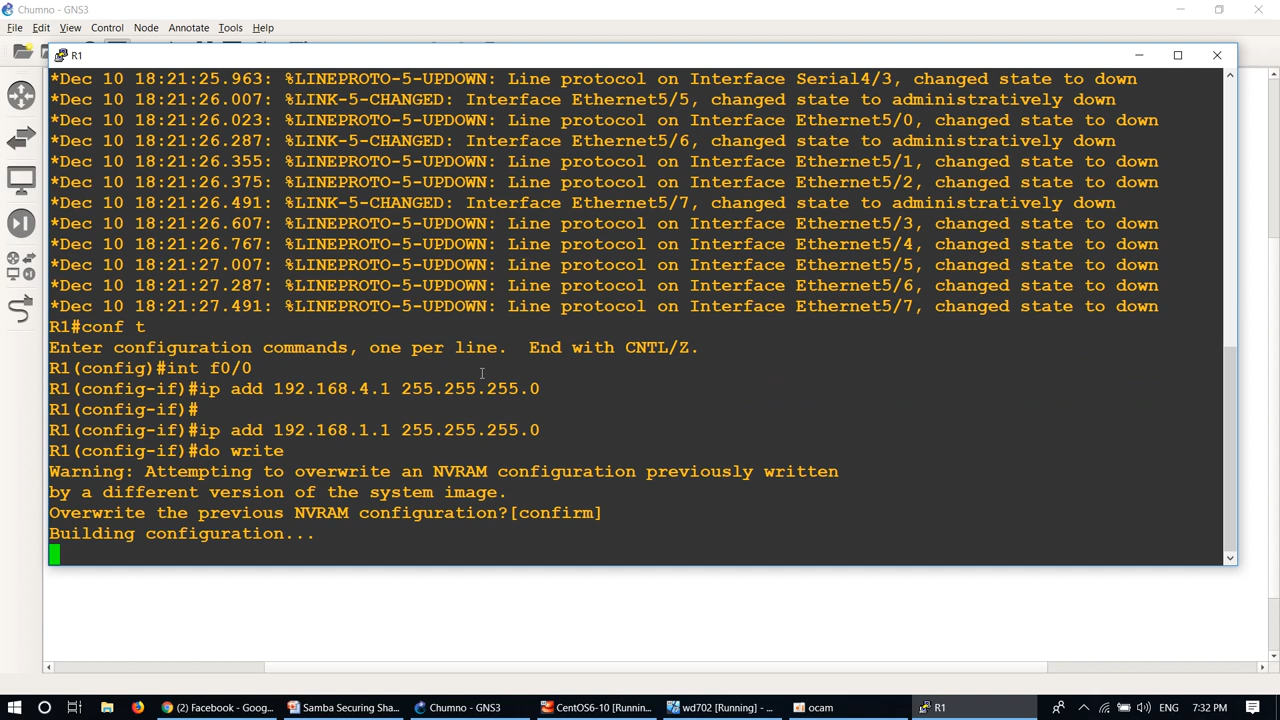 Chumno - GNS3
File Edit View Control Node Annotate Tools Help
R1
*Dec 10 18:21:25.963: %LINEPROTO-5-UPDOWN: Line protocol on Interface Serial4/3, changed state to down
*Dec 10 18:21:26.007: %LINK-5-CHANGED: Interface Ethernet5/5, changed state to administratively down
*Dec 10 18:21:26.023: %LINEPROTO-5-UPDOWN: Line protocol on Interface Ethernet5/0, changed state to down
*Dec 10 18:21:26.287: %LINK-5-CHANGED: Interface Ethernet5/6, changed state to administratively down
*Dec 10 18:21:26.355: %LINEPROTO-5-UPDOWN: Line protocol on Interface Ethernet5/1, changed state to down
*Dec 10 18:21:26.375: %LINEPROTO-5-UPDOWN: Line protocol on Interface Ethernet5/2, changed state to down
*Dec 10 18:21:26.491: %LINK-5-CHANGED: Interface Ethernet5/7, changed state to administratively down
*Dec 10 18:21:26.607: %LINEPROTO-5-UPDOWN: Line protocol on Interface Ethernet5/3, changed state to down
*Dec 10 18:21:26.767: %LINEPROTO-5-UPDOWN: Line protocol on Interface Ethernet5/4, changed state to down
*Dec 10 18:21:27.007: %LINEPROTO-5-UPDOWN: Line protocol on Interface Ethernet5/5, changed state to down
*Dec 10 18:21:27.287: %LINEPROTO-5-UPDOWN: Line protocol on Interface Ethernet5/6, changed state to down
*Dec 10 18:21:27.491: %LINEPROTO-5-UPDOWN: Line protocol on Interface Ethernet5/7, changed state to down
R1#conf t
Enter configuration commands, one per line. End with CNTL/Z.
R1(config)#int f0/0
R1(config-if)#ip add 192.168.4.1 255.255.255.0
R1(config-if)#
R1(config-if)#ip add 192.168.1.1 255.255.255.0
R1(config-if)#do write
Warning: Attempting to overwrite an NVRAM configuration previously written
by a different version of the system image.
Overwrite the previous NVRAM configuration?[confirm]
Building configuration...
(2) Facebook - Goog... Samba Securing Sha... Chumno - GNS3 CentOS6-10 [Runnin... wd702 [Running] - ... ocam R1 7:32 PM